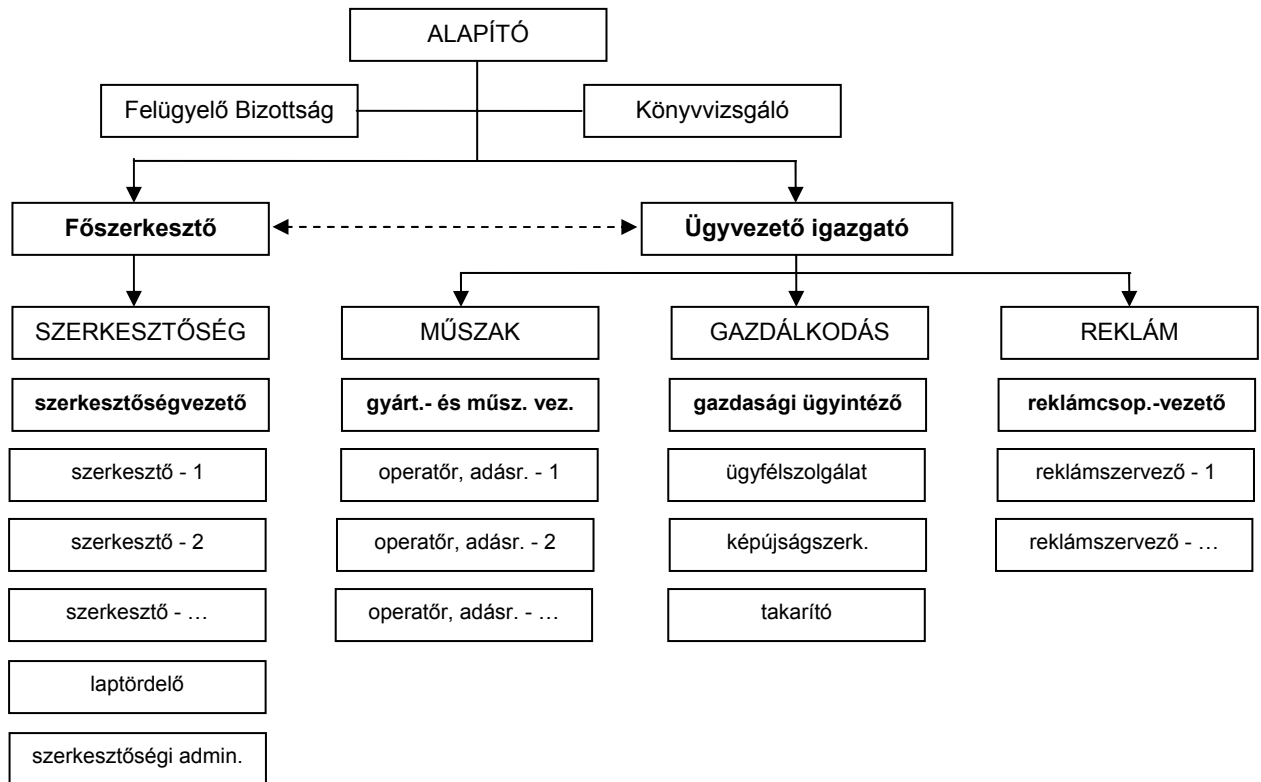 ALAPÍTÓ
Felügyelő Bizottság
Könyvvizsgáló
Főszerkesztő
Ügyvezető igazgató
SZERKESZTŐSÉG
MŰSZAK
GAZDÁLKODÁS
REKLÁM
szerkesztőségvezető
gyárt.- és műsz. vez.
gazdasági ügyintéző
reklámcsop.-vezető
szerkesztő - 1
operatőr, adásr. - 1
ügyfélszolgálat
reklámszervező - 1
szerkesztő - 2
operatőr, adásr. - 2
képújságszerk.
reklámszervező - …
szerkesztő - …
operatőr, adásr. - …
takarító
laptördelő
szerkesztőségi admin.